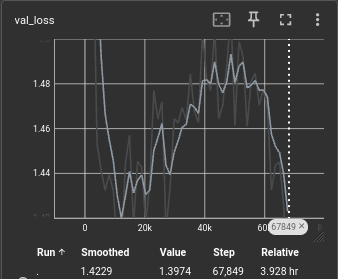 val_loss
1.48
1.46
1.44
0 20k 40k 60k
67849 ×
Run ↑ Smoothed Value Step Relative
1.4229 1.3974 67,849 3.928 hr